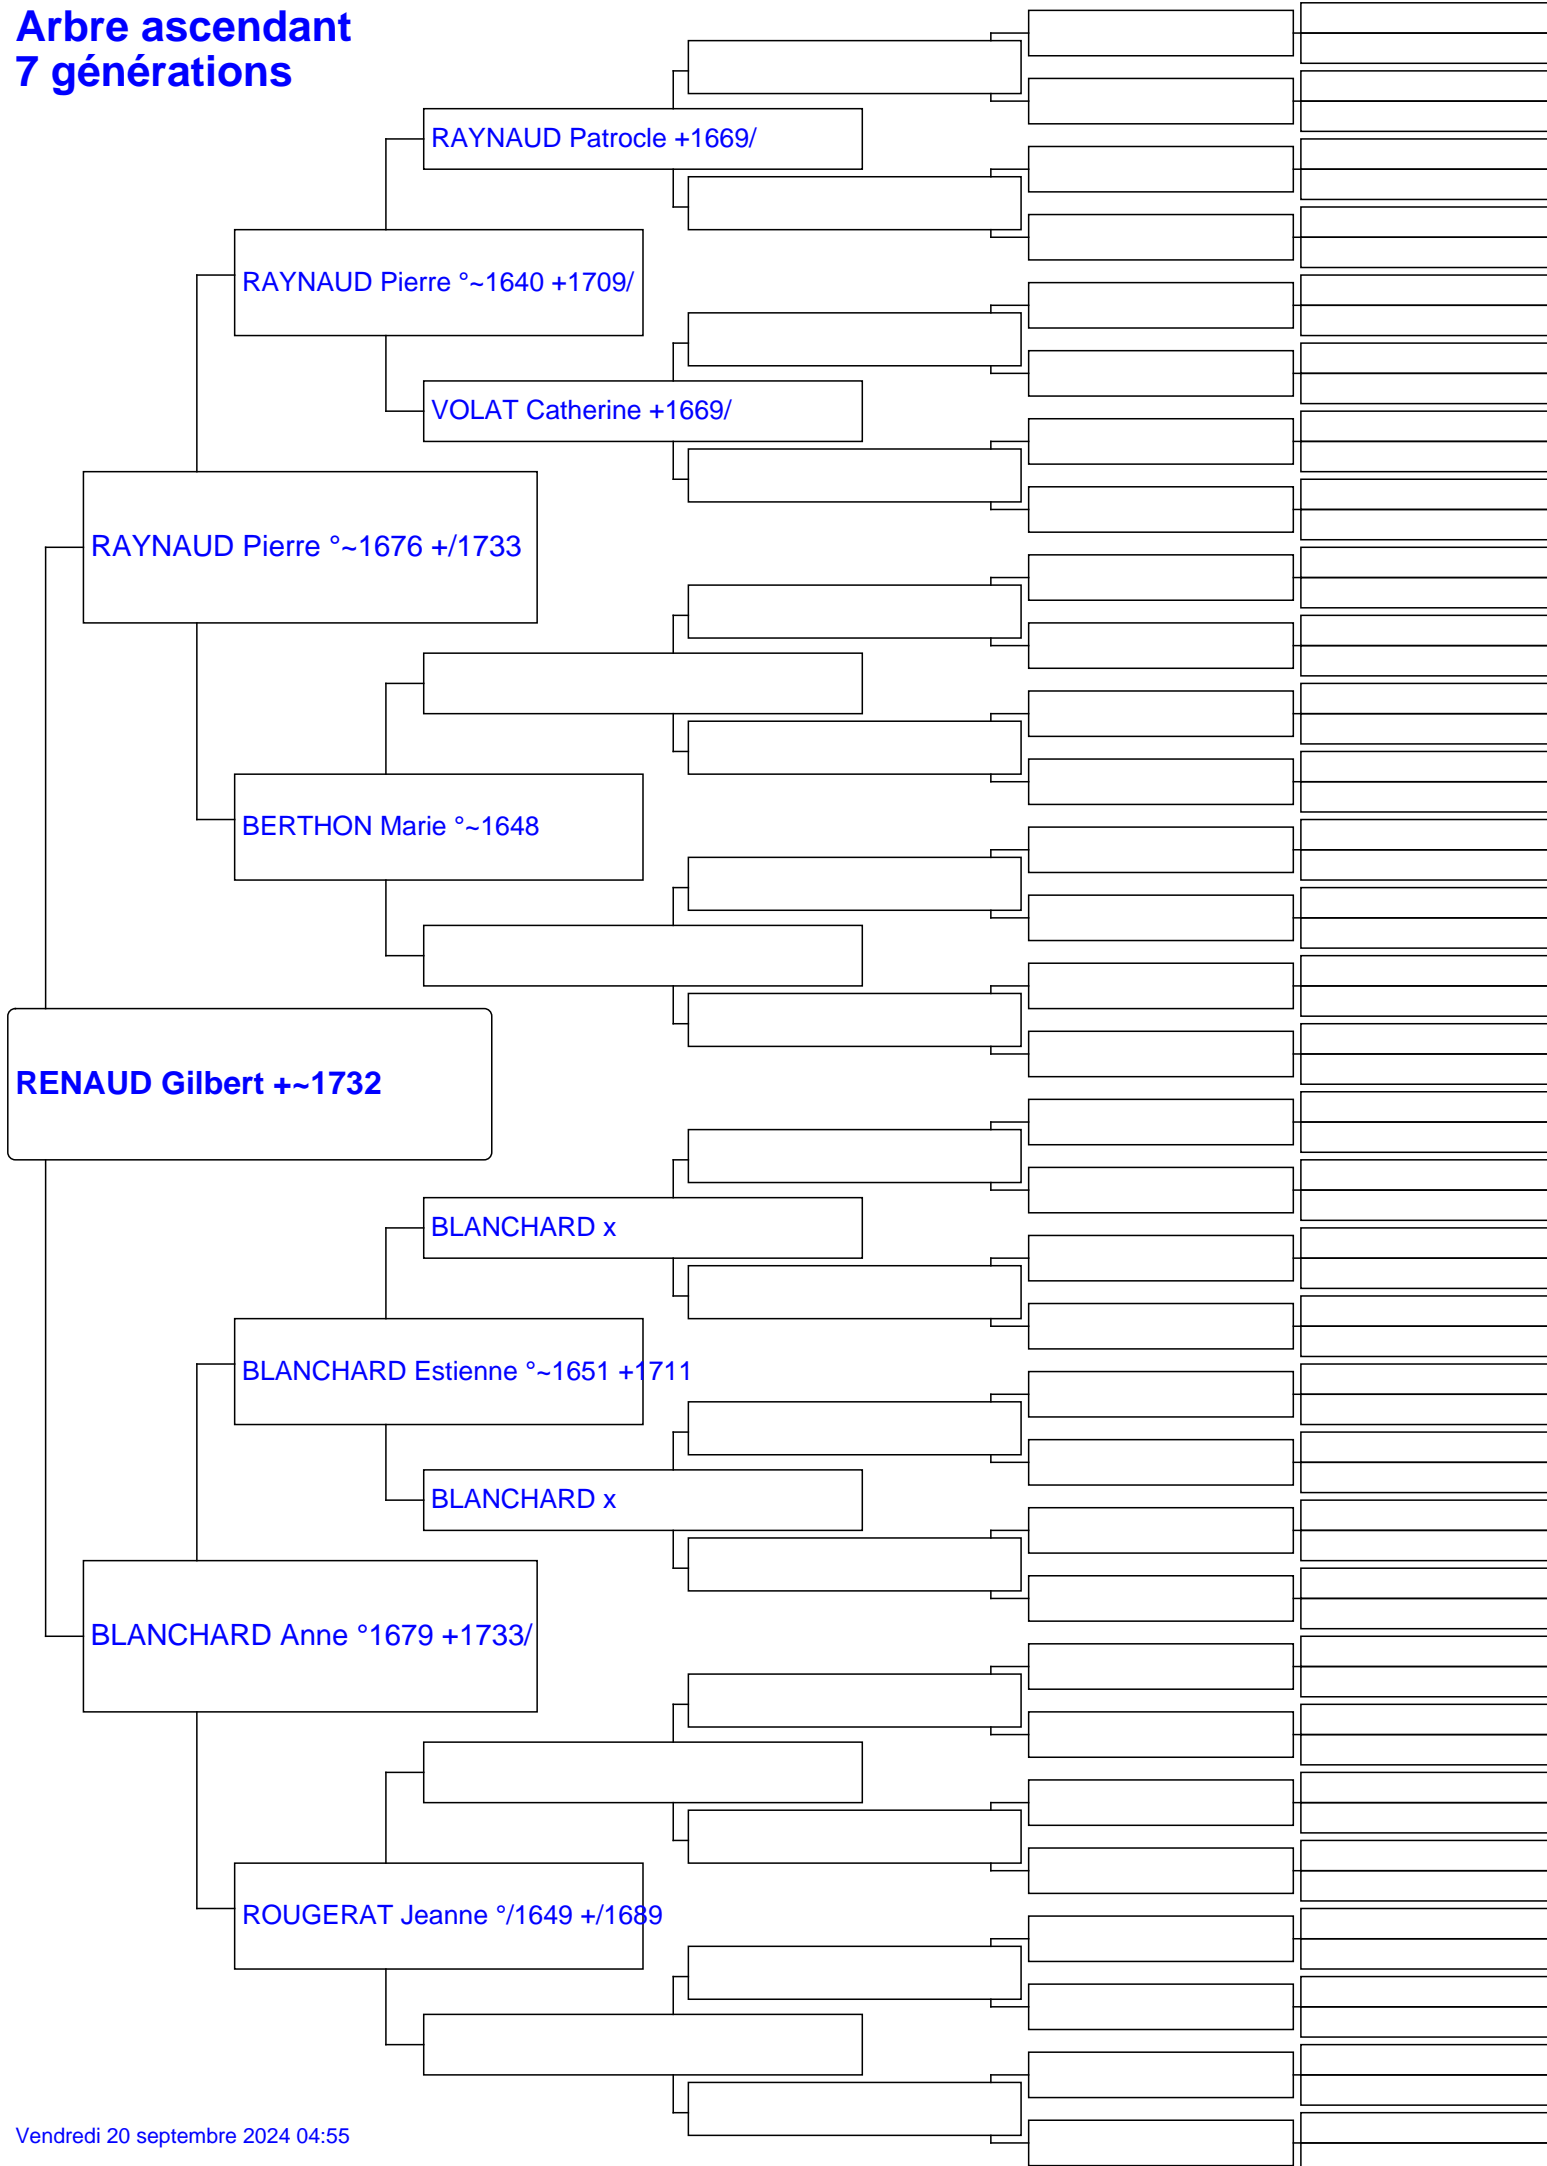 Arbre ascendant
7 générations
RAYNAUD Patrocle +1669/
RAYNAUD Pierre °~1640 +1709/
VOLAT Catherine +1669/
RAYNAUD Pierre °~1676 +/1733
BERTHON Marie °~1648
RENAUD Gilbert +~1732
BLANCHARD x
BLANCHARD Estienne °~1651 +1711
BLANCHARD x
BLANCHARD Anne °1679 +1733/
ROUGERAT Jeanne °/1649 +/1689
Vendredi 20 septembre 2024 04:55